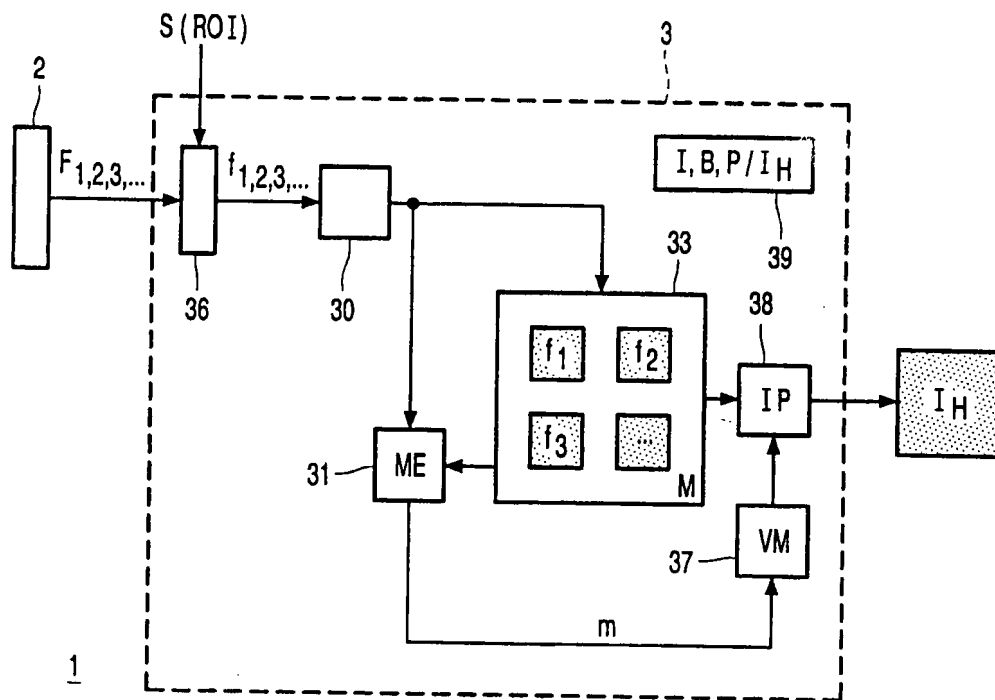 S(ROI)
3
2
F1,2,3,...
f1,2,3,...
I, B, P / IH
39
36
30
33
38
f1
f2
f3
...
M
IP
IH
31
ME
37
VM
m
1